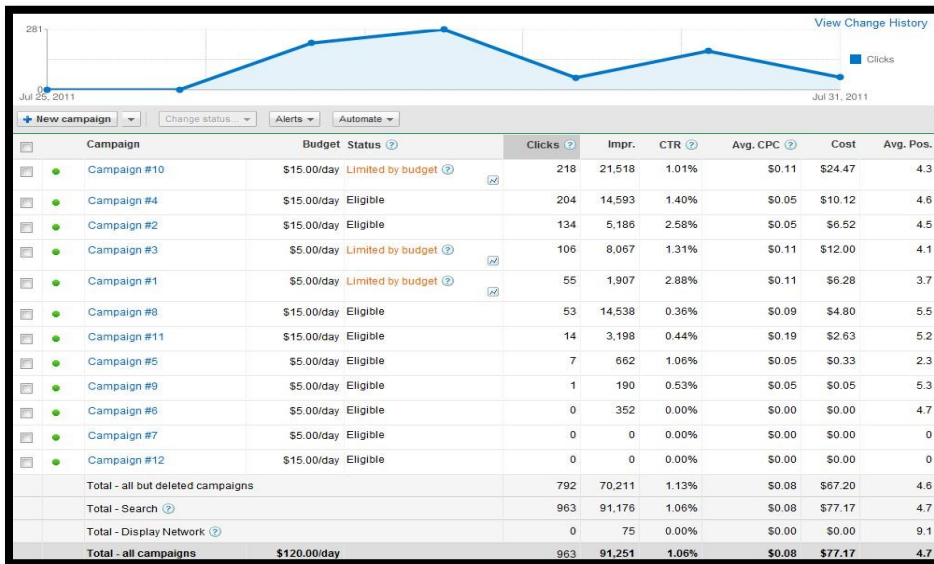 View Change History
281
Clicks
0
Jul 25, 2011 Jul 31, 2011
New campaign Change status... Alerts Automate
Campaign Budget Status Clicks Impr. CTR Avg. CPC Cost Avg. Pos.
Campaign #10 $15.00/day Limited by budget 218 21,518 1.01% $0.11 $24.47 4.3
Campaign #4 $15.00/day Eligible 204 14,593 1.40% $0.05 $10.12 4.6
Campaign #2 $15.00/day Eligible 134 5,186 2.58% $0.05 $6.52 4.5
Campaign #3 $5.00/day Limited by budget 106 8,067 1.31% $0.11 $12.00 4.1
Campaign #1 $5.00/day Limited by budget 55 1,907 2.88% $0.11 $6.28 3.7
Campaign #8 $15.00/day Eligible 53 14,538 0.36% $0.09 $4.80 5.5
Campaign #11 $15.00/day Eligible 14 3,198 0.44% $0.19 $2.63 5.2
Campaign #5 $5.00/day Eligible 7 662 1.06% $0.05 $0.33 2.3
Campaign #9 $5.00/day Eligible 1 190 0.53% $0.05 $0.05 5.3
Campaign #6 $5.00/day Eligible 0 352 0.00% $0.00 $0.00 4.7
Campaign #7 $5.00/day Eligible 0 0 0.00% $0.00 $0.00 0
Campaign #12 $15.00/day Eligible 0 0 0.00% $0.00 $0.00 0
Total - all but deleted campaigns 792 70,211 1.13% $0.08 $67.20 4.6
Total - Search 963 91,176 1.06% $0.08 $77.17 4.7
Total - Display Network 0 75 0.00% $0.00 $0.00 9.1
Total - all campaigns $120.00/day 963 91,251 1.06% $0.08 $77.17 4.7